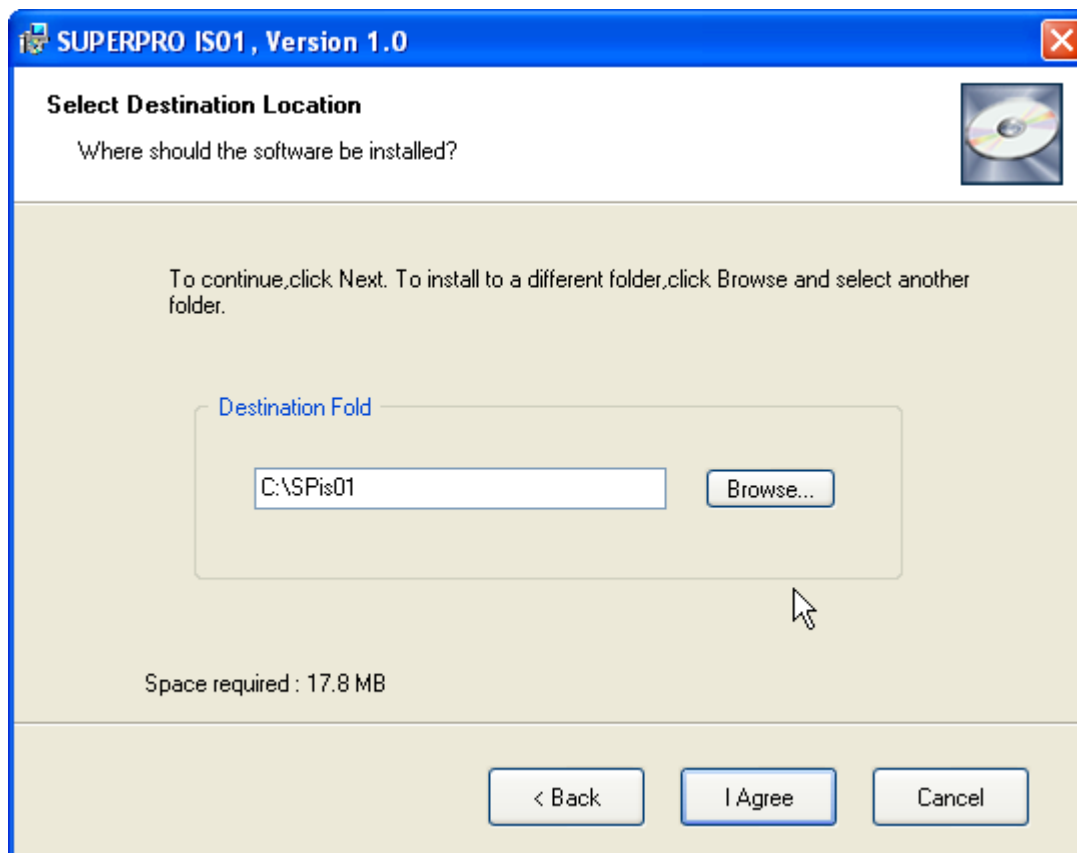 SUPERPRO IS01, Version 1.0
Select Destination Location
Where should the software be installed?
To continue,click Next. To install to a different folder,click Browse and select another
folder.
Destination Fold
C:\SPis01
Browse...
Space required : 17.8 MB
< Back
I Agree
Cancel